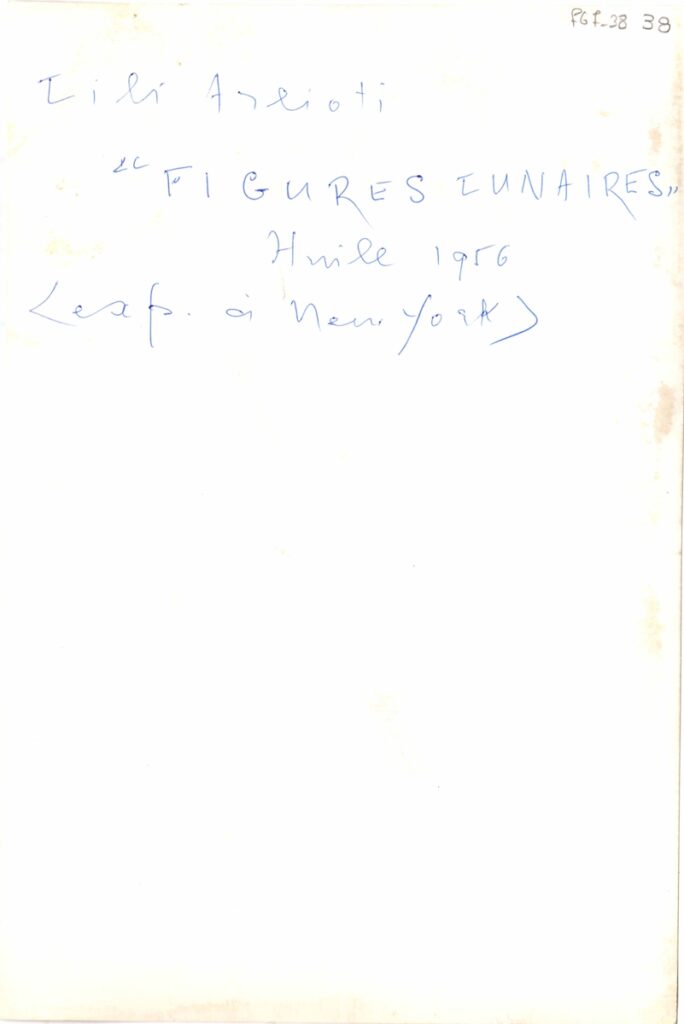 PGF-38 38
Lili Arlioti
“FIGURES LUNAIRES„
Huile 1956
(exp. à New York)